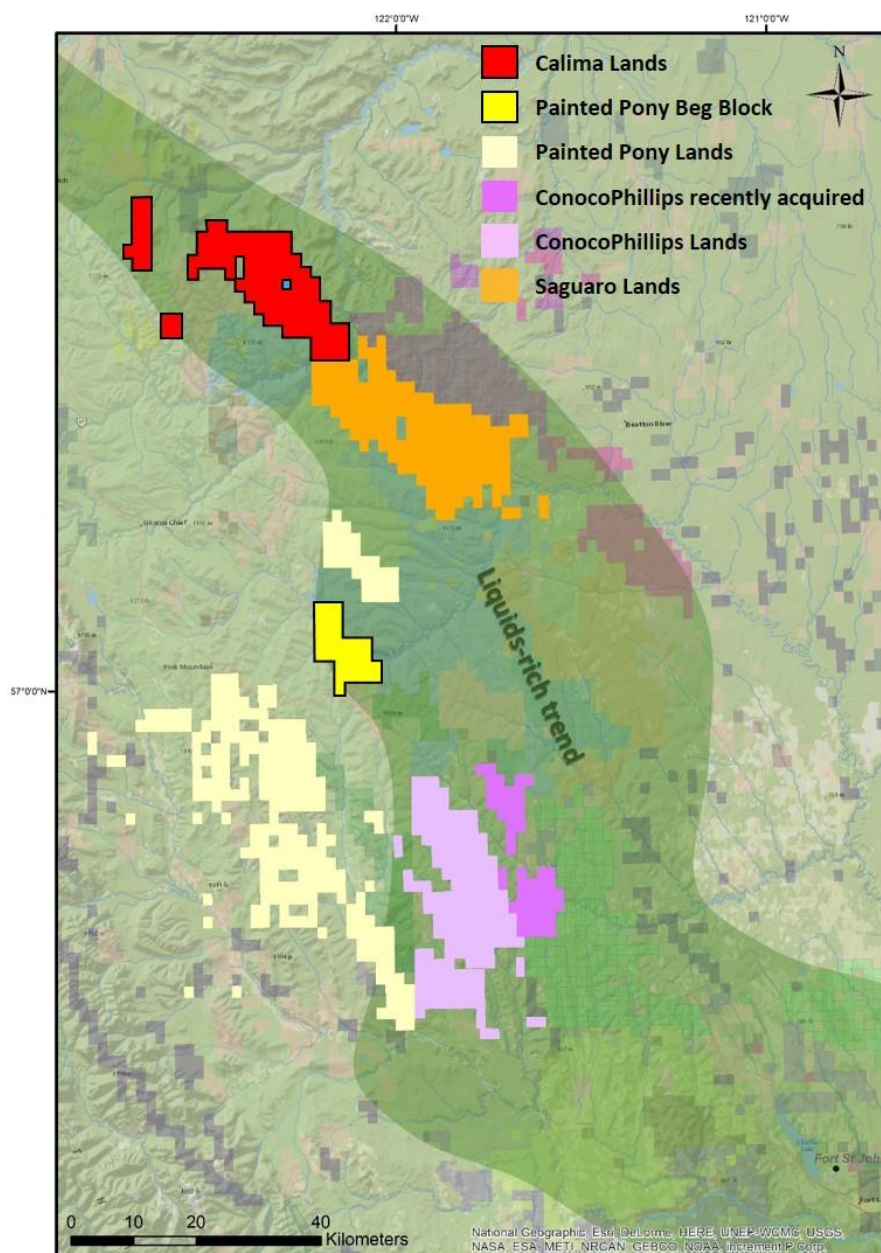 122°0'0"W
121°0'0"W
N
Calima Lands
Painted Pony Beg Block
Painted Pony Lands
ConocoPhillips recently acquired
ConocoPhillips Lands
Saguaro Lands
Beatton River
Sikanni Chief
Liquids-rich trend
Pink Mountain
57°0'0"N
Fort St John
0 10 20 40
Kilometers
National Geographic, Esri, DeLorme, HERE, UNEP-WCMC, USGS,
NASA, ESA, METI, NRCAN, GEBCO, NOAA, increment P Corp.